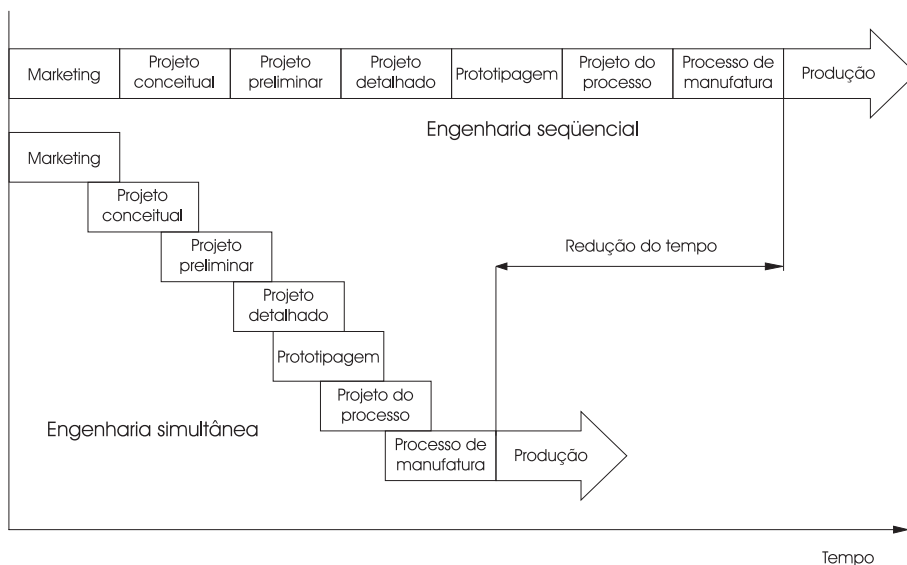 Marketing
Projeto
conceitual
Projeto
preliminar
Projeto
detalhado
Prototipagem
Projeto do
processo
Processo de
manufatura
Produção
Engenharia seqüencial
Marketing
Projeto
conceitual
Projeto
preliminar
Redução do tempo
Projeto
detalhado
Prototipagem
Projeto do
processo
Engenharia simultânea
Processo de
manufatura
Produção
Tempo